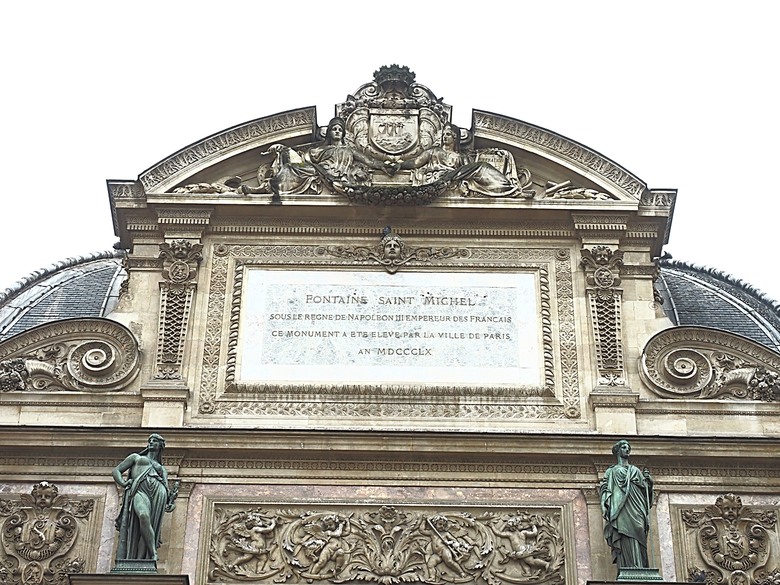 FONTAINE SAINT MICHEL
SOUS LE REGNE DE NAPOLEON III EMPEREUR DES FRANCAIS
CE MONUMENT A ETE ELEVE PAR LA VILLE DE PARIS
AN MDCCCLX